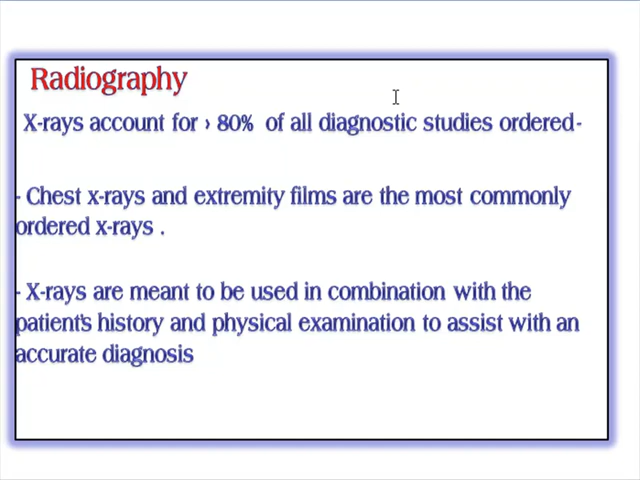 Radiography
X-rays account for > 80% of all diagnostic studies ordered-
- Chest x-rays and extremity films are the most commonly
ordered x-rays .
- X-rays are meant to be used in combination with the
patient's history and physical examination to assist with an
accurate diagnosis